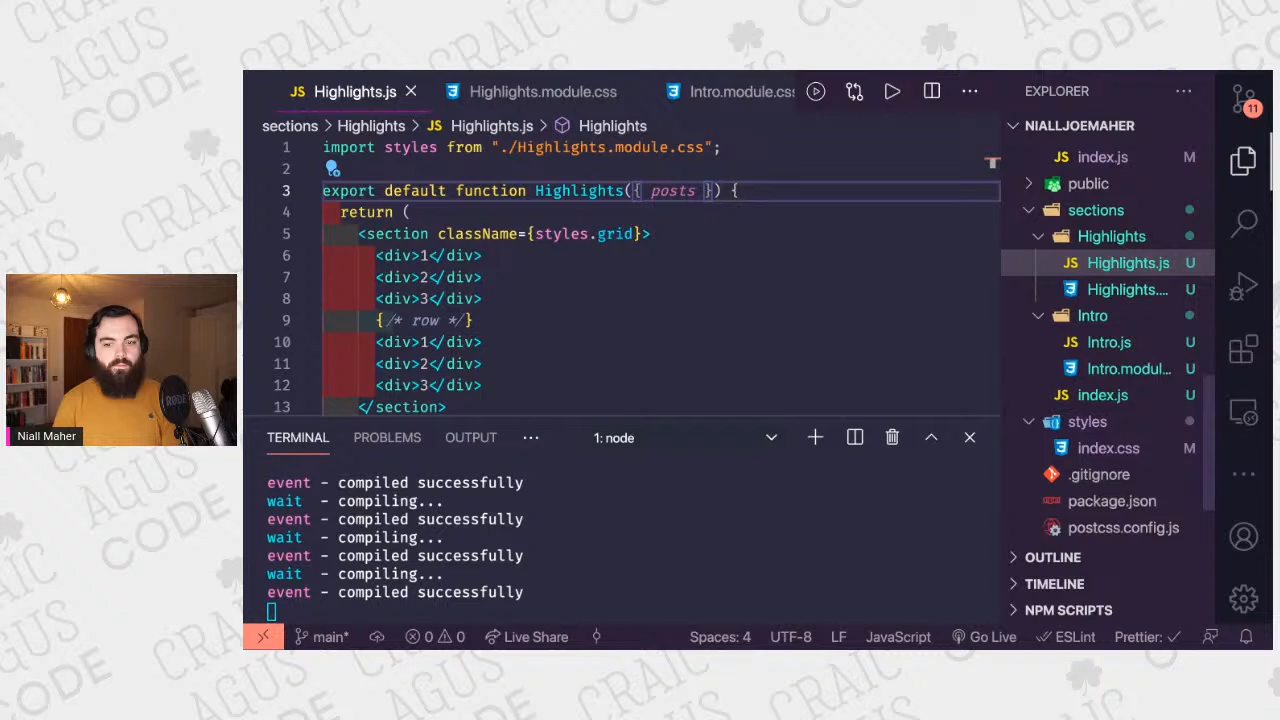 CRAIC
AGUS
CODE
JS Highlights.js
Highlights.module.css
Intro.module.css
EXPLORER
sections > Highlights > JS Highlights.js > Highlights
NIALLJOEMAHER
1 import styles from "./Highlights.module.css";
2
3 export default function Highlights({ posts }) {
4 return (
5 <section className={styles.grid}>
6 <div>1</div>
7 <div>2</div>
8 <div>3</div>
9 {/* row */}
10 <div>1</div>
11 <div>2</div>
12 <div>3</div>
13 </section>
JS index.js M
public
sections
Highlights
JS Highlights.js U
Highlights.... U
Intro
JS Intro.js U
Intro.modul... U
JS index.js U
styles
index.css M
.gitignore
package.json
postcss.config.js
OUTLINE
TIMELINE
NPM SCRIPTS
11
TERMINAL PROBLEMS OUTPUT ... 1: node
event - compiled successfully
wait - compiling...
event - compiled successfully
wait - compiling...
event - compiled successfully
wait - compiling...
event - compiled successfully
main* 0 0 Live Share Spaces: 4 UTF-8 LF JavaScript Go Live ESLint Prettier:
Niall Maher